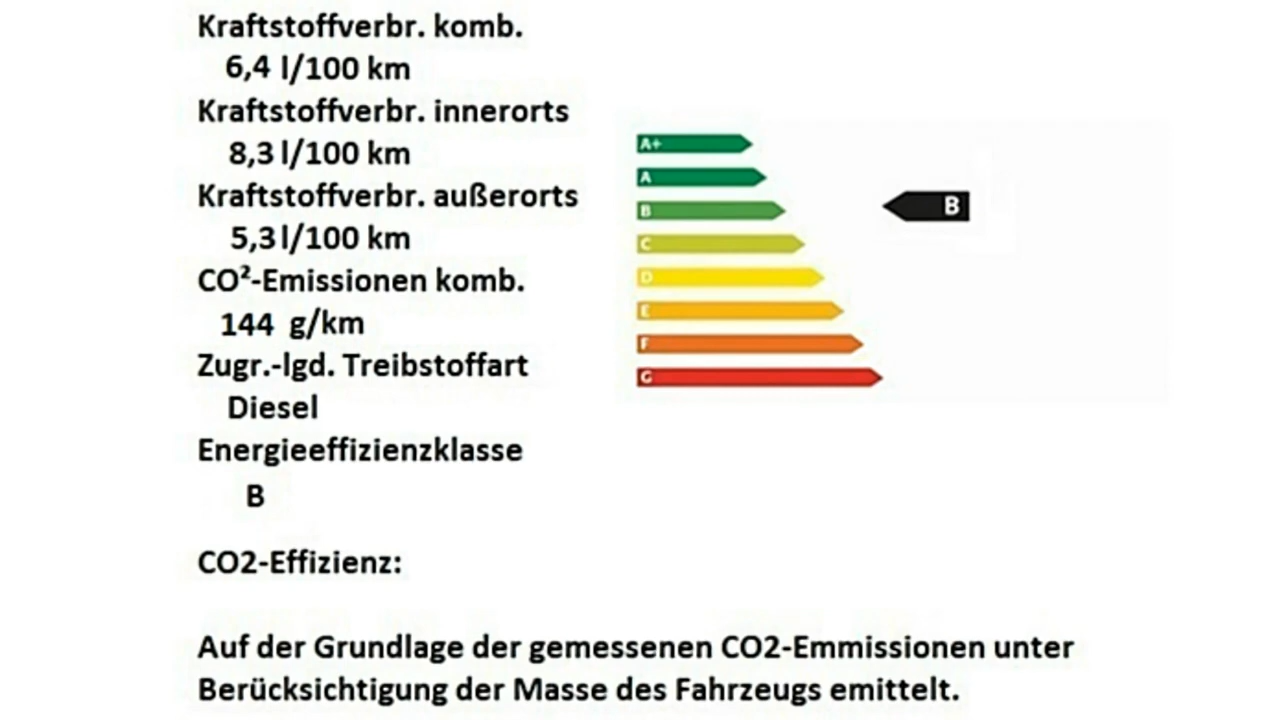 Kraftstoffverbr. komb.
6,4 l/100 km
Kraftstoffverbr. innerorts
8,3 l/100 km
Kraftstoffverbr. außerorts
5,3 l/100 km
CO²-Emissionen komb.
144 g/km
Zugr.-lgd. Treibstoffart
Diesel
Energieeffizienzklasse
B
A+
A
B
B
C
D
E
F
G
CO2-Effizienz:
Auf der Grundlage der gemessenen CO2-Emmissionen unter
Berücksichtigung der Masse des Fahrzeugs emittelt.